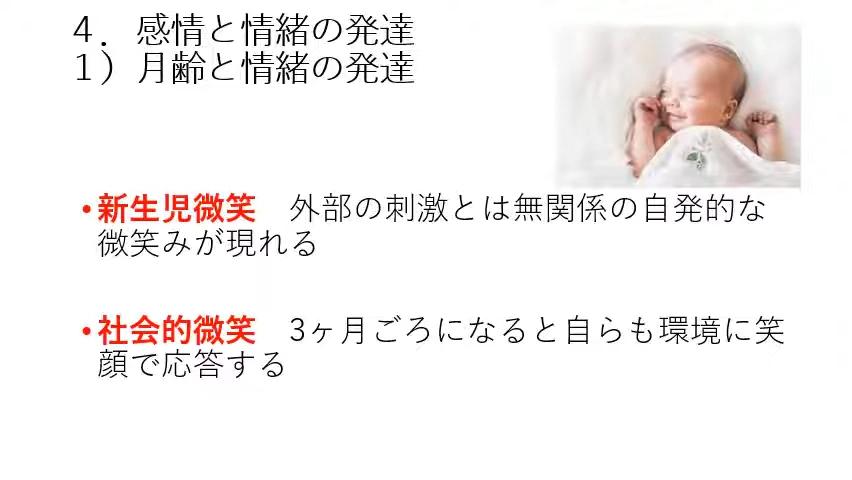 ４．感情と情緒の発達
１）月齢と情緒の発達
•新生児微笑　外部の刺激とは無関係の自発的な
微笑みが現れる
•社会的微笑　3ヶ月ごろになると自らも環境に笑
顔で応答する